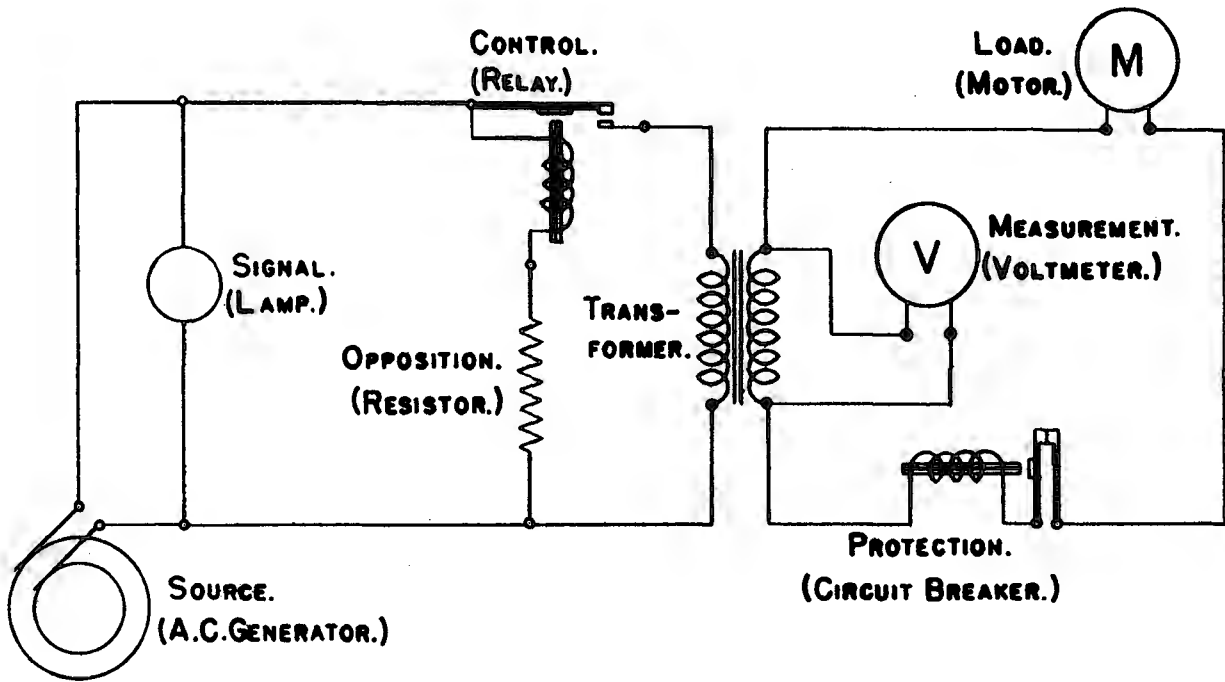 CONTROL.
(RELAY.)
LOAD.
(MOTOR.)
M
SIGNAL.
(LAMP.)
V
MEASUREMENT.
(VOLTMETER.)
TRANS-
FORMER.
OPPOSITION.
(RESISTOR.)
PROTECTION.
(CIRCUIT BREAKER.)
SOURCE.
(A.C.GENERATOR.)